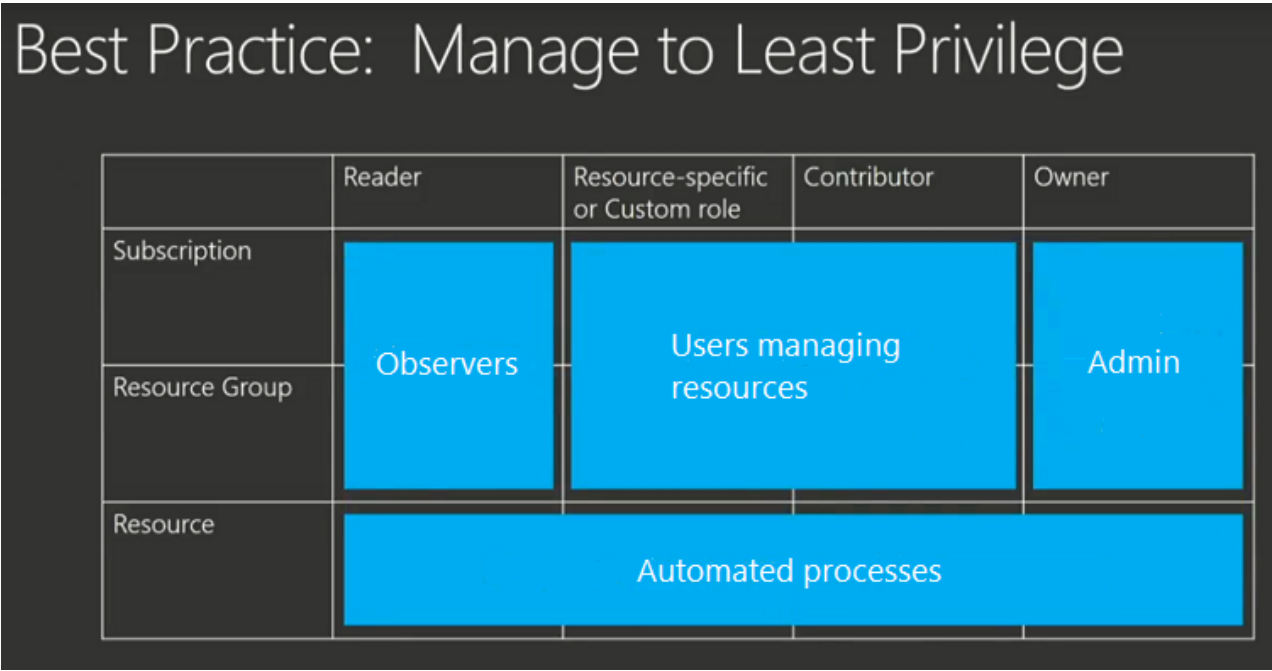 Best Practice:  Manage to Least Privilege
Reader
Resource-specific
or Custom role
Contributor
Owner
Subscription
Observers
Users managing
resources
Admin
Resource Group
Resource
Automated processes